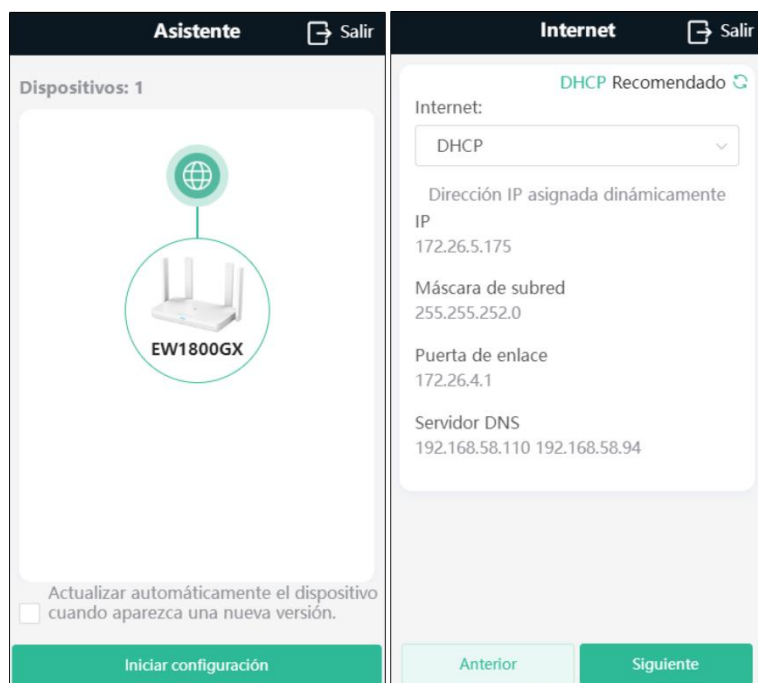 Asistente
Salir
Dispositivos: 1
EW1800GX
Actualizar automáticamente el dispositivo
cuando aparezca una nueva versión.
Iniciar configuración
Internet
Salir
DHCP Recomendado
Internet:
DHCP
Dirección IP asignada dinámicamente
IP
172.26.5.175
Máscara de subred
255.255.252.0
Puerta de enlace
172.26.4.1
Servidor DNS
192.168.58.110 192.168.58.94
Anterior
Siguiente